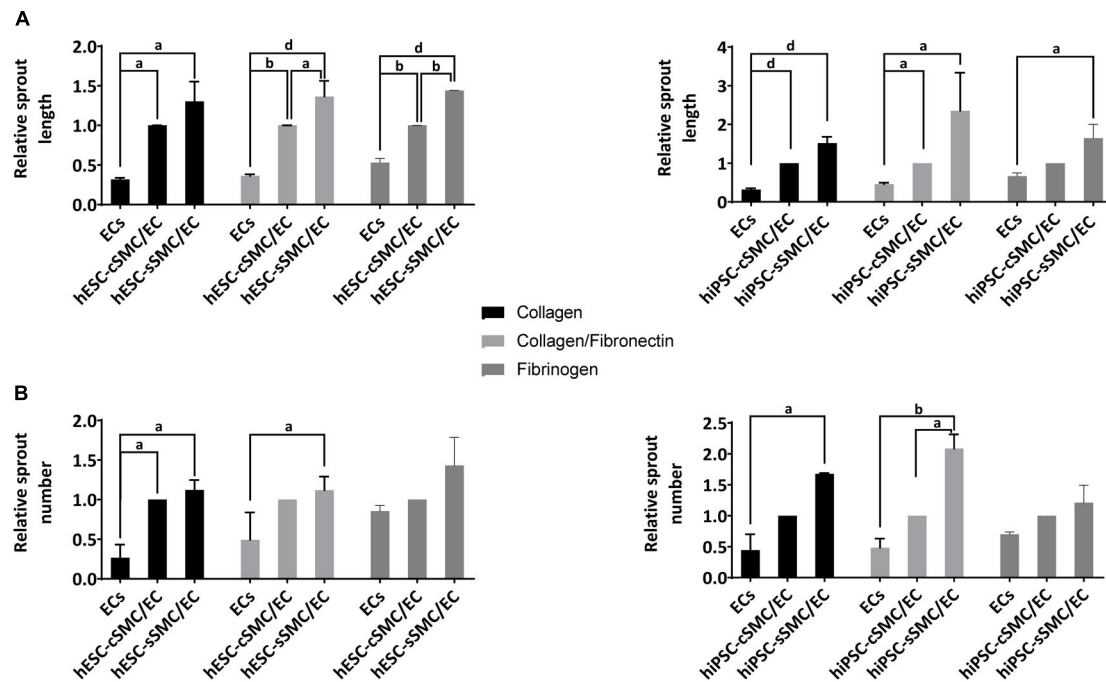 A
Relative sprout
length
2.0
1.5
1.0
0.5
0.0
a
a
d
b
a
d
b
b
ECs
hESC-cSMC/EC
hESC-sSMC/EC
ECs
hESC-cSMC/EC
hESC-sSMC/EC
ECs
hESC-cSMC/EC
hESC-sSMC/EC
Relative sprout
length
4
3
2
1
0
d
d
a
a
a
ECs
hiPSC-cSMC/EC
hiPSC-sSMC/EC
ECs
hiPSC-cSMC/EC
hiPSC-sSMC/EC
ECs
hiPSC-cSMC/EC
hiPSC-sSMC/EC
Collagen
Collagen/Fibronectin
Fibrinogen
B
Relative sprout
number
2.0
1.5
1.0
0.5
0.0
a
a
a
ECs
hESC-cSMC/EC
hESC-sSMC/EC
ECs
hESC-cSMC/EC
hESC-sSMC/EC
ECs
hESC-cSMC/EC
hESC-sSMC/EC
Relative sprout
number
2.5
2.0
1.5
1.0
0.5
0.0
a
b
a
ECs
hiPSC-cSMC/EC
hiPSC-sSMC/EC
ECs
hiPSC-cSMC/EC
hiPSC-sSMC/EC
ECs
hiPSC-cSMC/EC
hiPSC-sSMC/EC